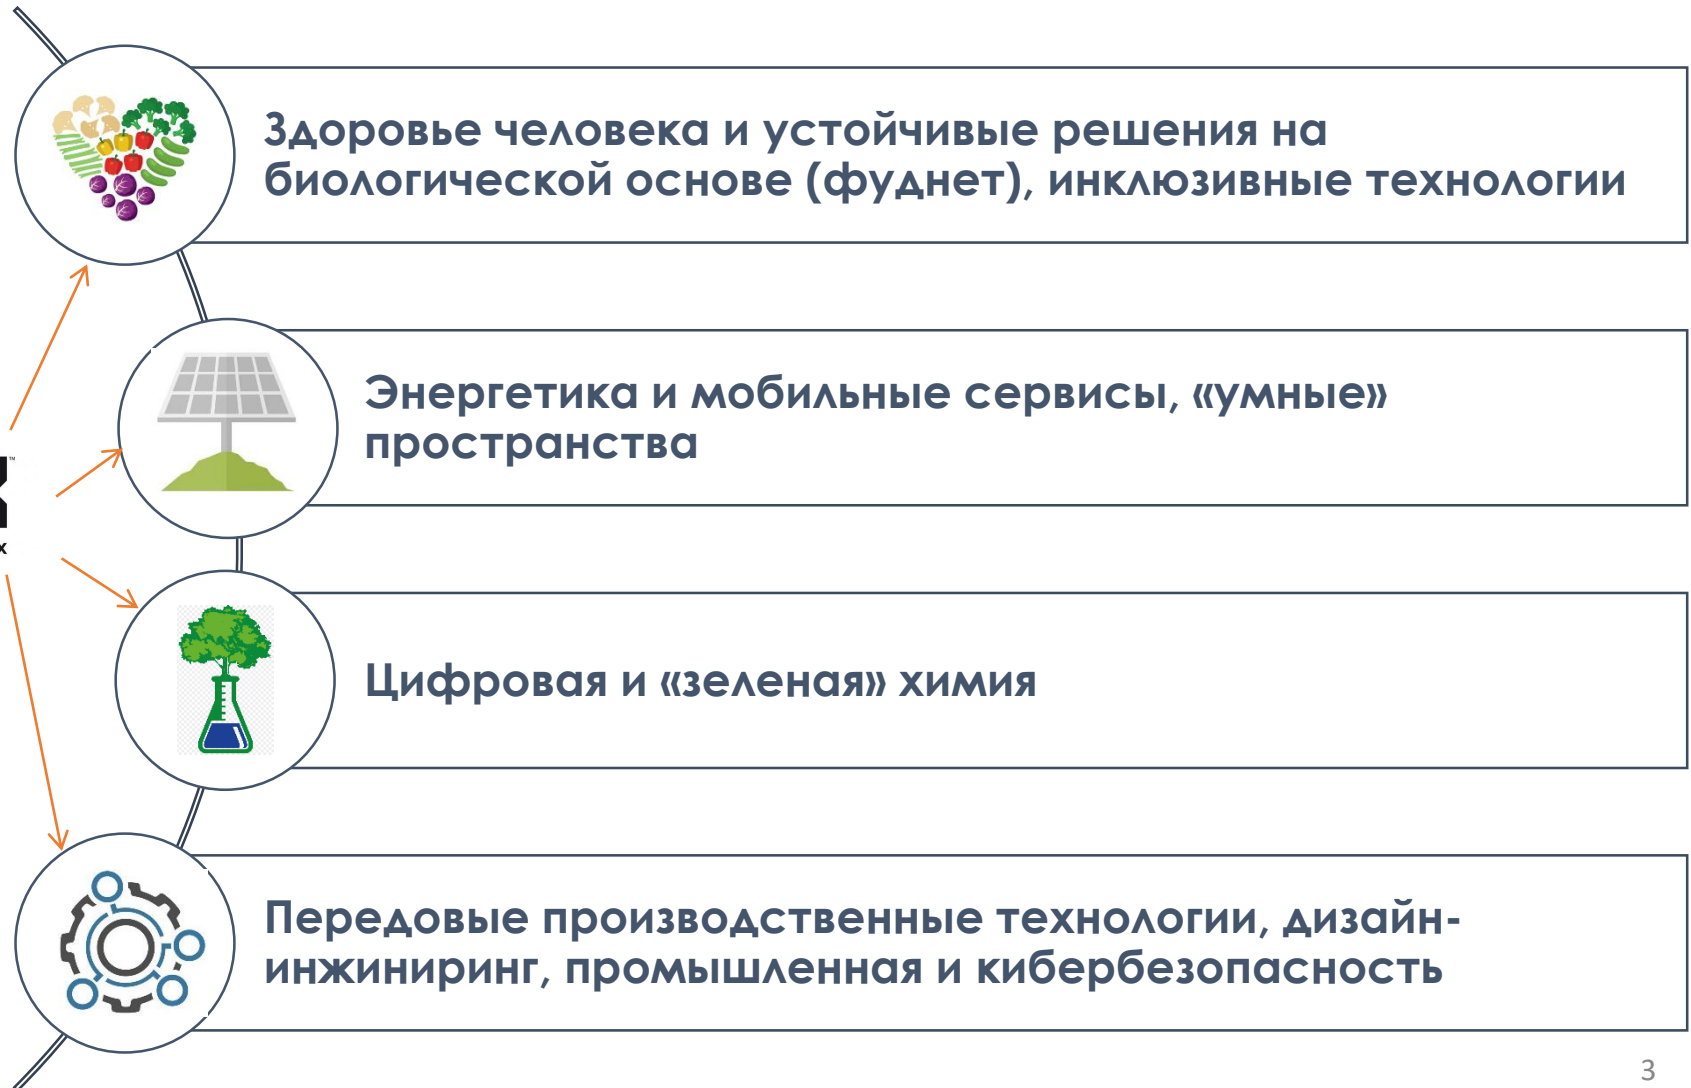 Здоровье человека и устойчивые решения на
биологической основе (фуднет), инклюзивные технологии
Энергетика и мобильные сервисы, «умные»
пространства
™
x
Цифровая и «зеленая» химия
Передовые производственные технологии, дизайн-
инжиниринг, промышленная и кибербезопасность
3